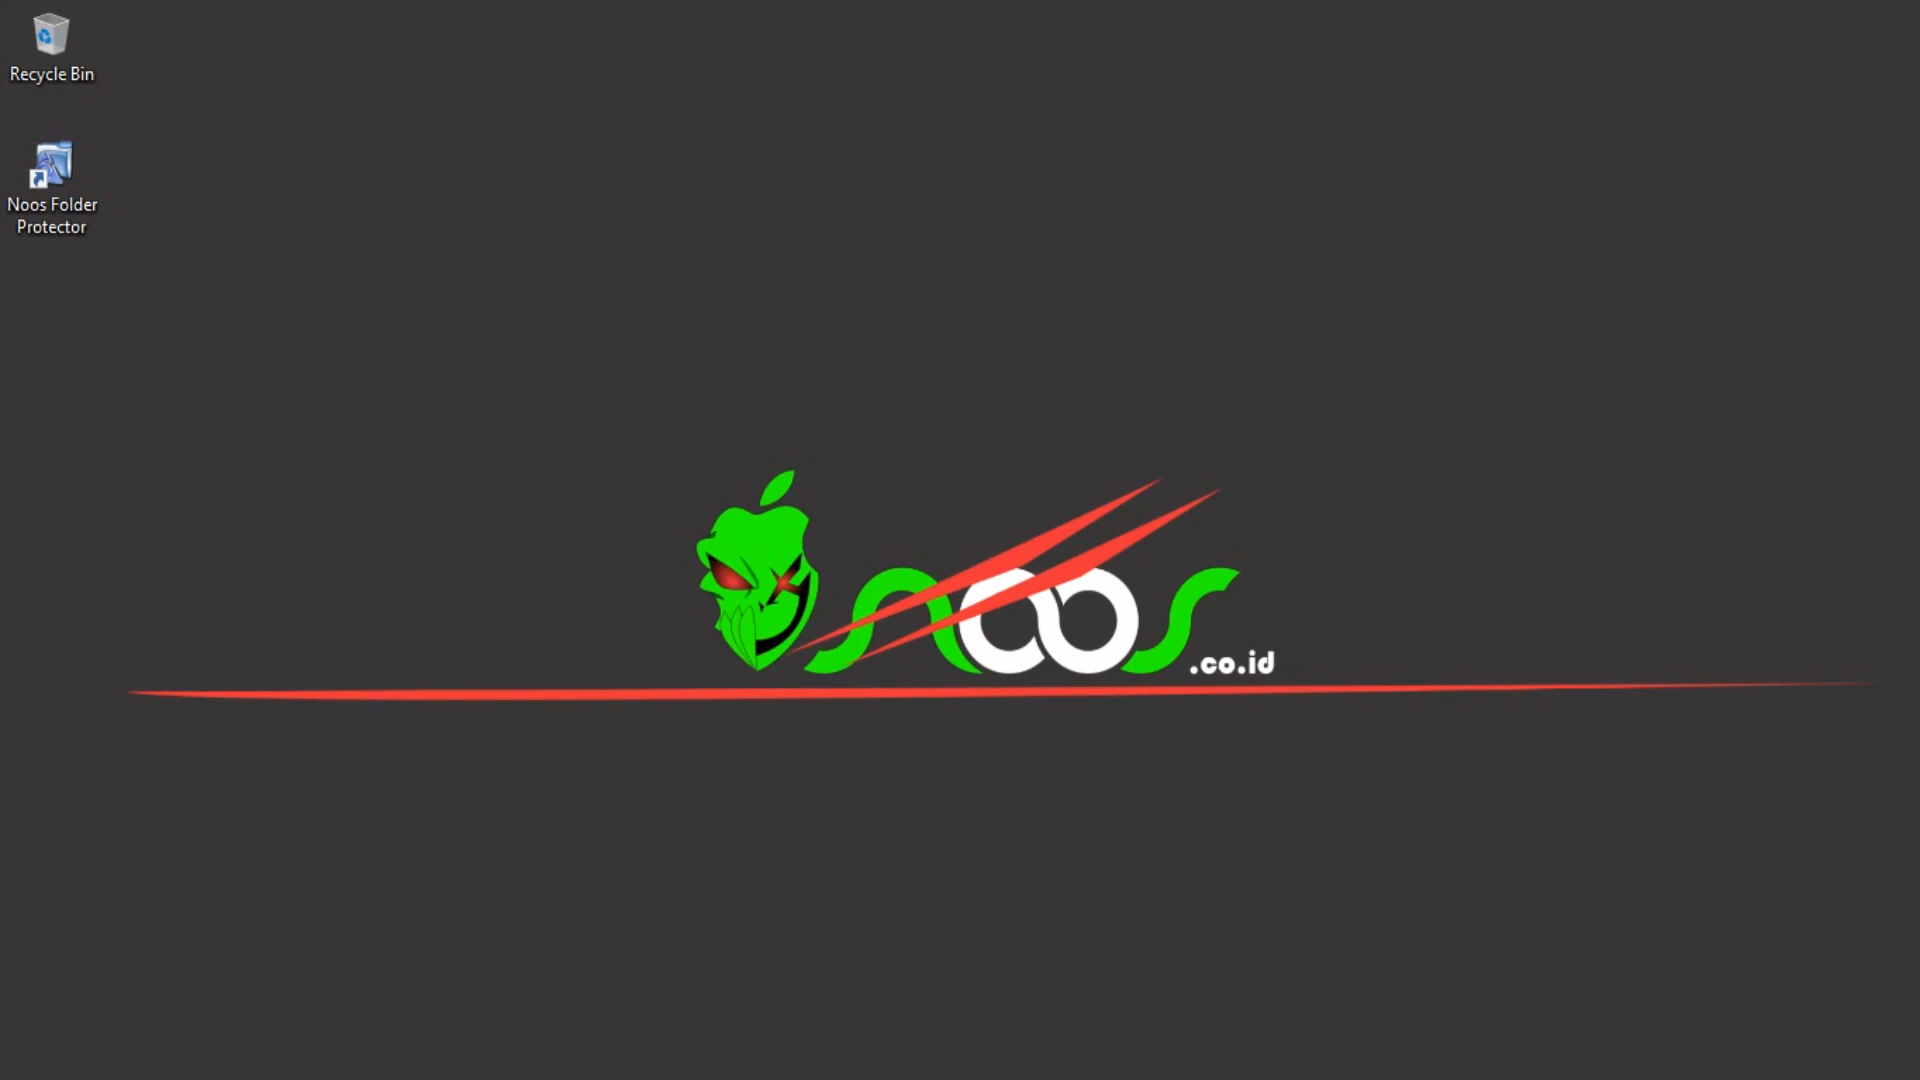 Recycle Bin
Noos Folder
Protector
noos
.co.id